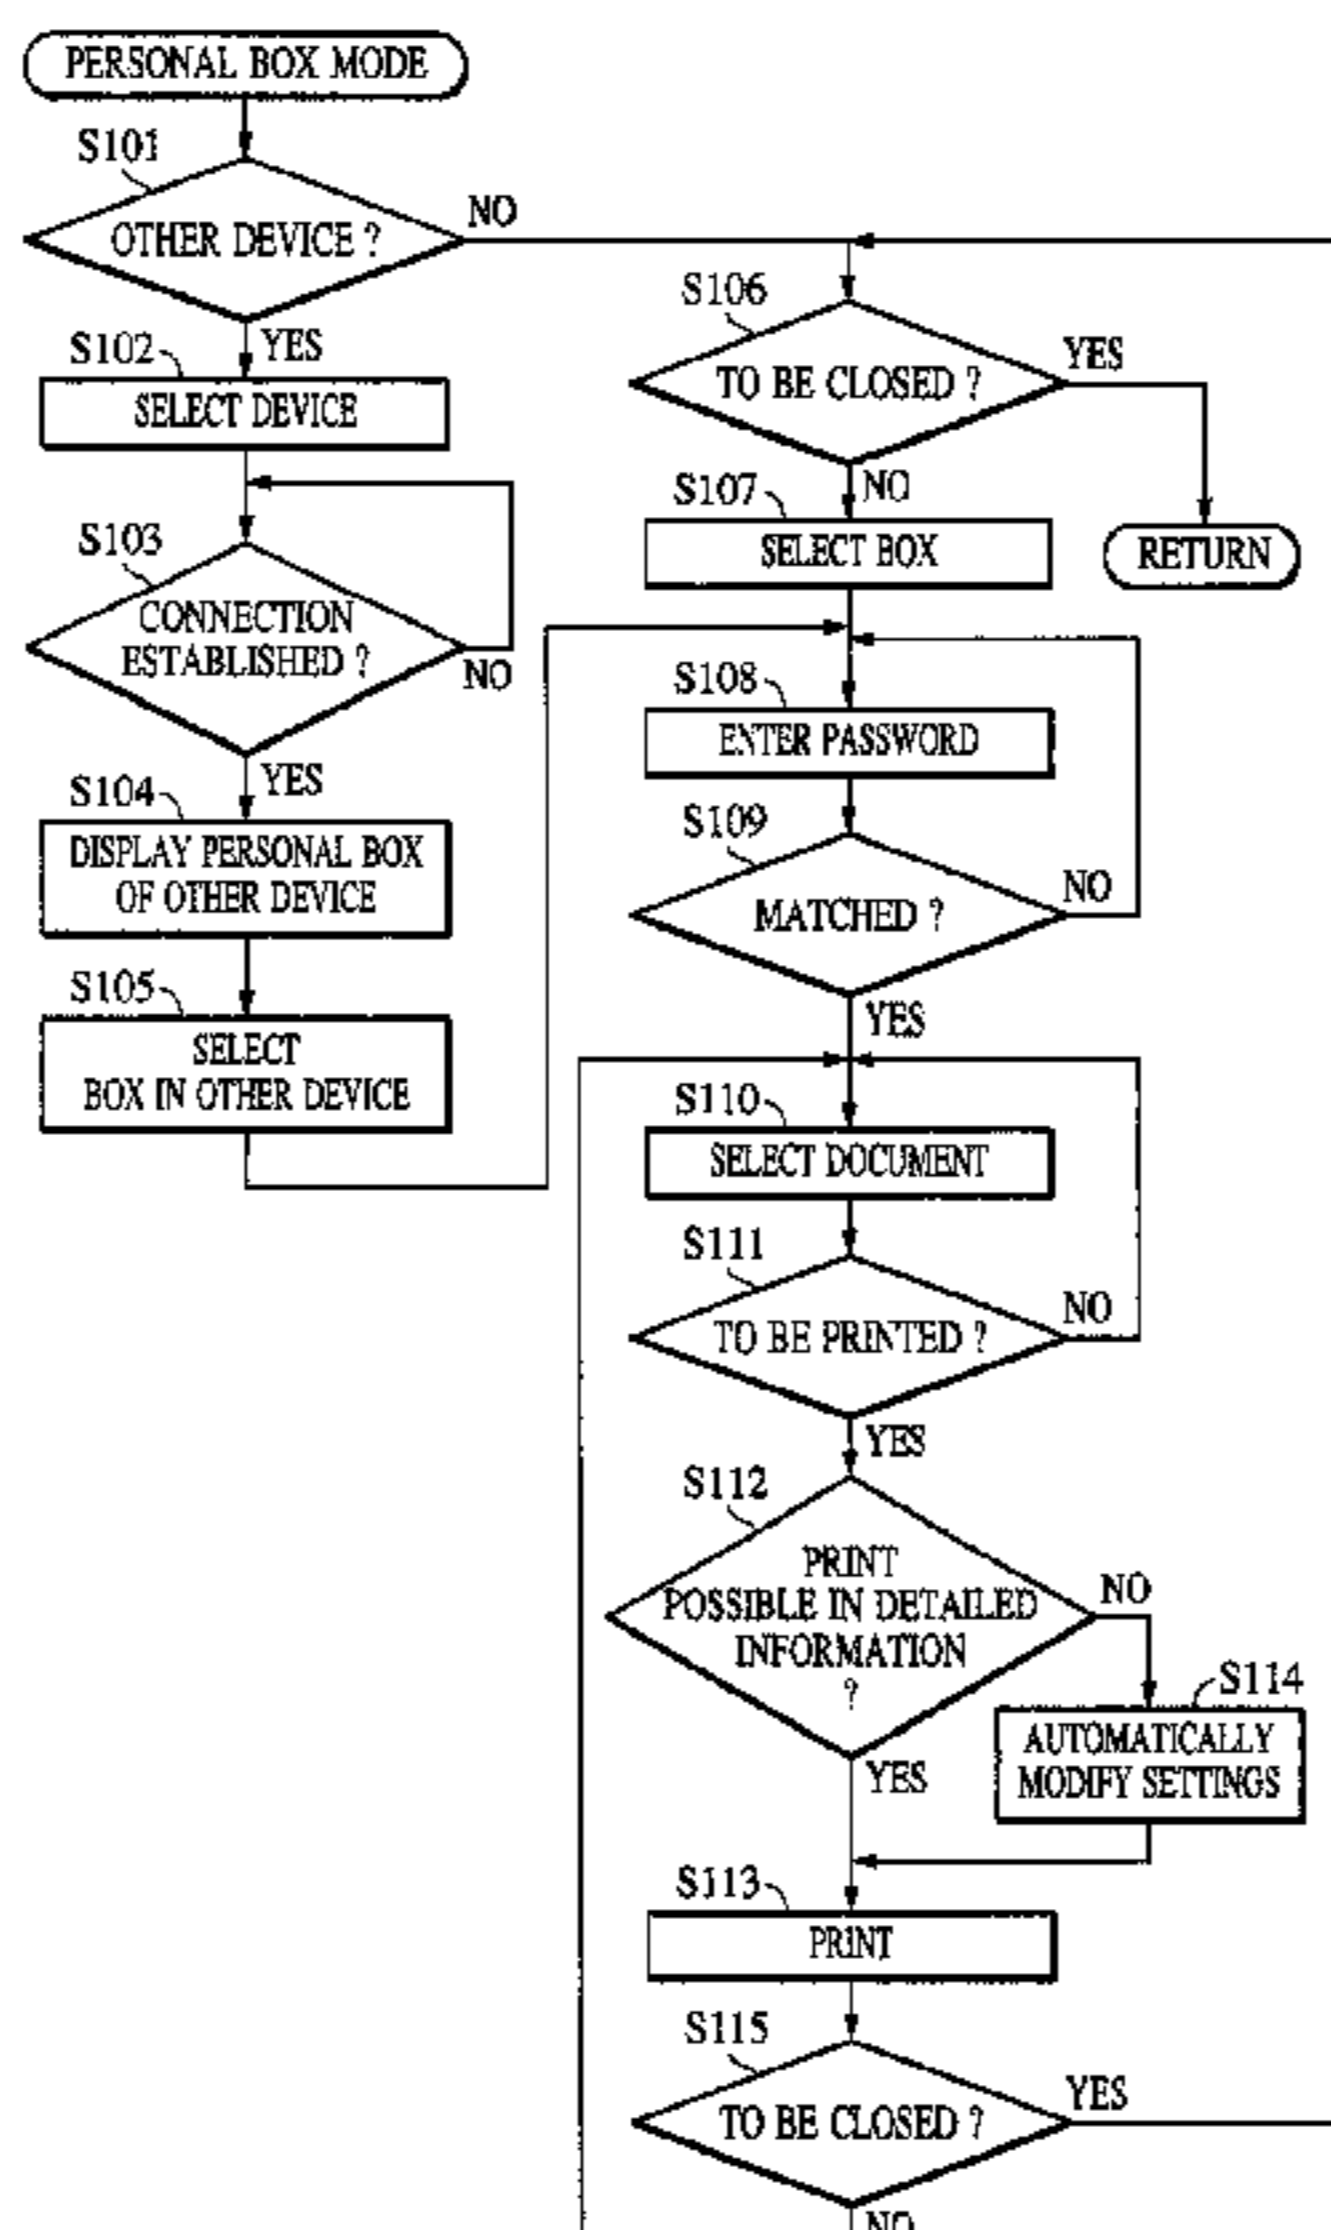 PERSONAL BOX MODE
S101
OTHER DEVICE ?
NO
YES
S102
SELECT DEVICE
S103
CONNECTION
ESTABLISHED ?
NO
YES
S104
DISPLAY PERSONAL BOX
OF OTHER DEVICE
S105
SELECT
BOX IN OTHER DEVICE
S106
TO BE CLOSED ?
YES
RETURN
NO
S107
SELECT BOX
S108
ENTER PASSWORD
S109
MATCHED ?
NO
YES
S110
SELECT DOCUMENT
S111
TO BE PRINTED ?
NO
YES
S112
PRINT
POSSIBLE IN DETAILED
INFORMATION
?
NO
YES
S114
AUTOMATICALLY
MODIFY SETTINGS
S113
PRINT
S115
TO BE CLOSED ?
YES
NO